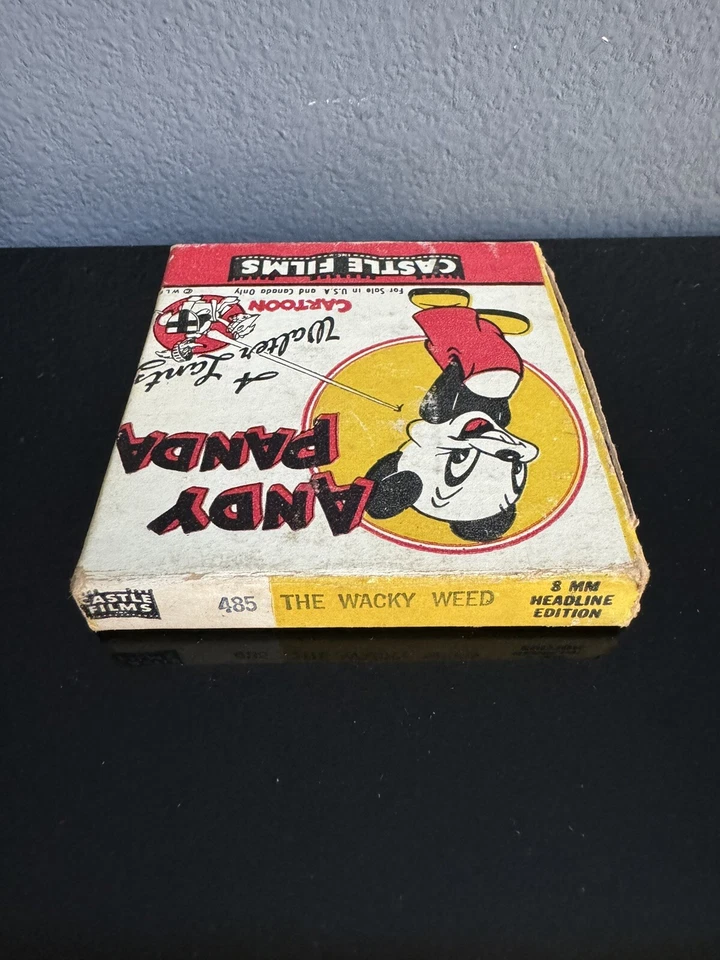 ANDY
PANDA
A Walter Lantz
CARTOON
For Sale in U.S.A. and Canada Only
© W.L.
CASTLE FILMS INC.
CASTLE
FILMS
485
THE WACKY WEED
8 MM
HEADLINE
EDITION